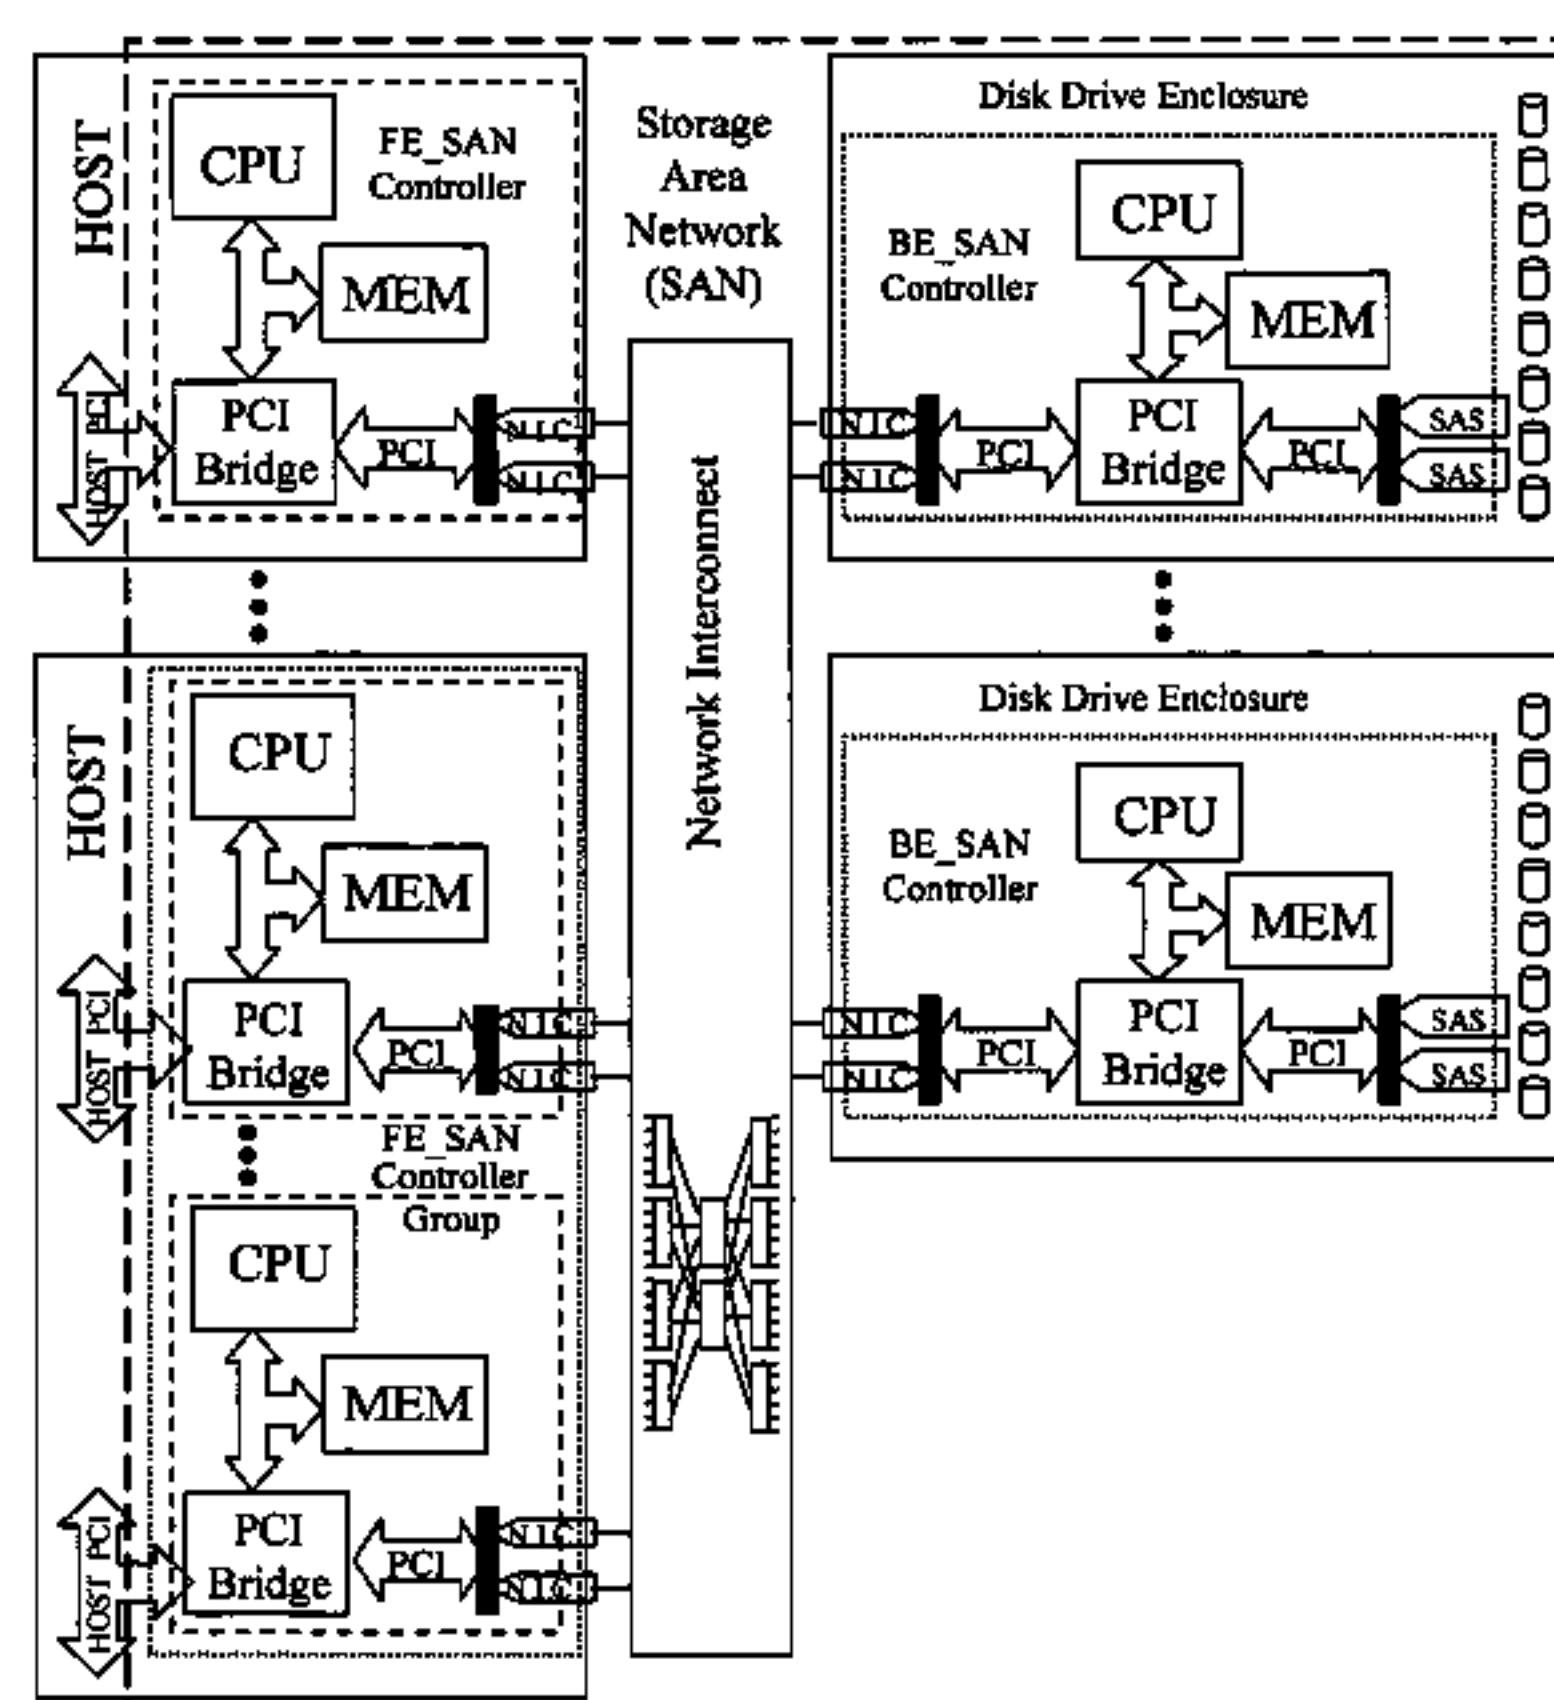 HOST
CPU
FE_SAN
Controller
MEM
HOST PCI
PCI
Bridge
PCI
NIC
NIC
Storage
Area
Network
(SAN)
Network Interconnect
Disk Drive Enclosure
BE_SAN
Controller
CPU
MEM
NIC
NIC
PCI
PCI
Bridge
PCI
SAS
SAS
HOST
CPU
MEM
HOST PCI
PCI
Bridge
PCI
NIC
NIC
FE_SAN
Controller
Group
CPU
MEM
HOST PCI
PCI
Bridge
PCI
NIC
NIC
Disk Drive Enclosure
BE_SAN
Controller
CPU
MEM
NIC
NIC
PCI
PCI
Bridge
PCI
SAS
SAS